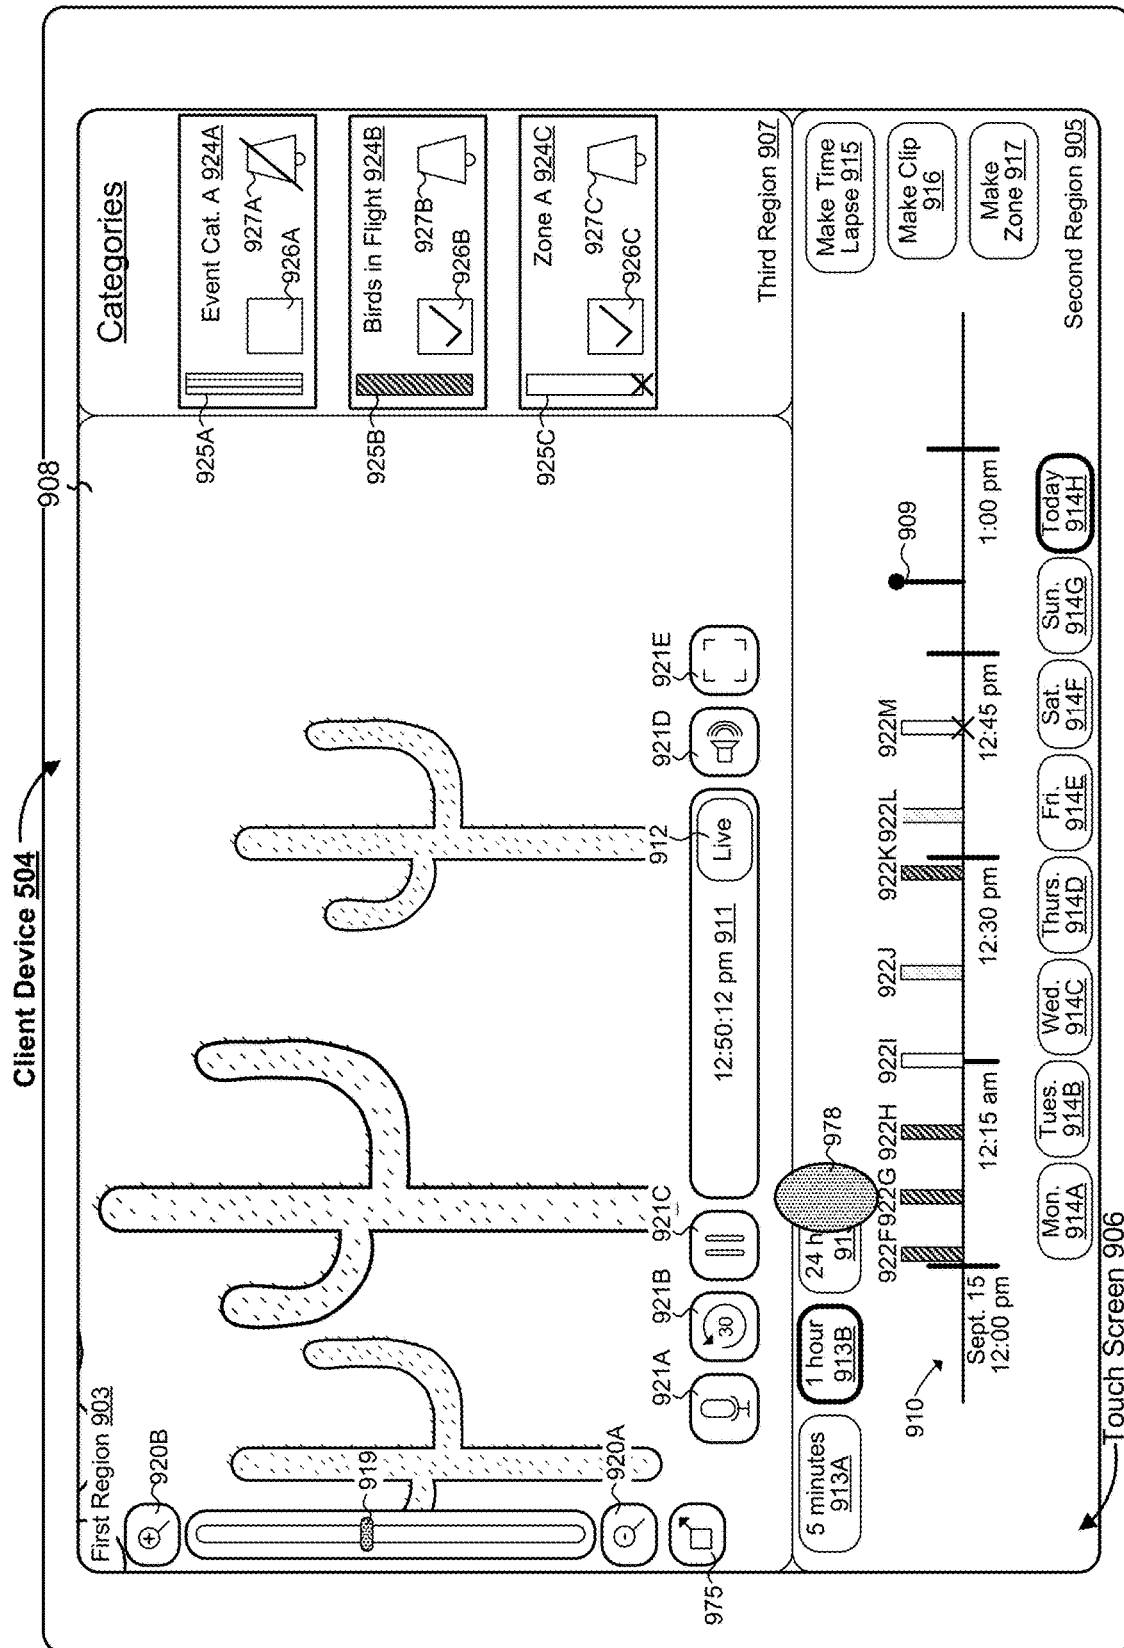 Client Device 504
908
First Region 903
920B
919
920A
975
921A
921B
30
921C
12:50:12 pm 911
912
Live
921D
921E
Categories
925A
Event Cat. A 924A
927A
926A
925B
Birds in Flight 924B
927B
926B
925C
Zone A 924C
927C
926C
Third Region 907
5 minutes
913A
1 hour
913B
24 h
91
978
Make Time
Lapse 915
Make Clip
916
Make
Zone 917
910
922F
922G
922H
922I
922J
922K
922L
922M
909
Sept. 15
12:00 pm
12:15 am
12:30 pm
12:45 pm
1:00 pm
Mon.
914A
Tues.
914B
Wed.
914C
Thurs.
914D
Fri.
914E
Sat.
914F
Sun.
914G
Today
914H
Second Region 905
Touch Screen 906